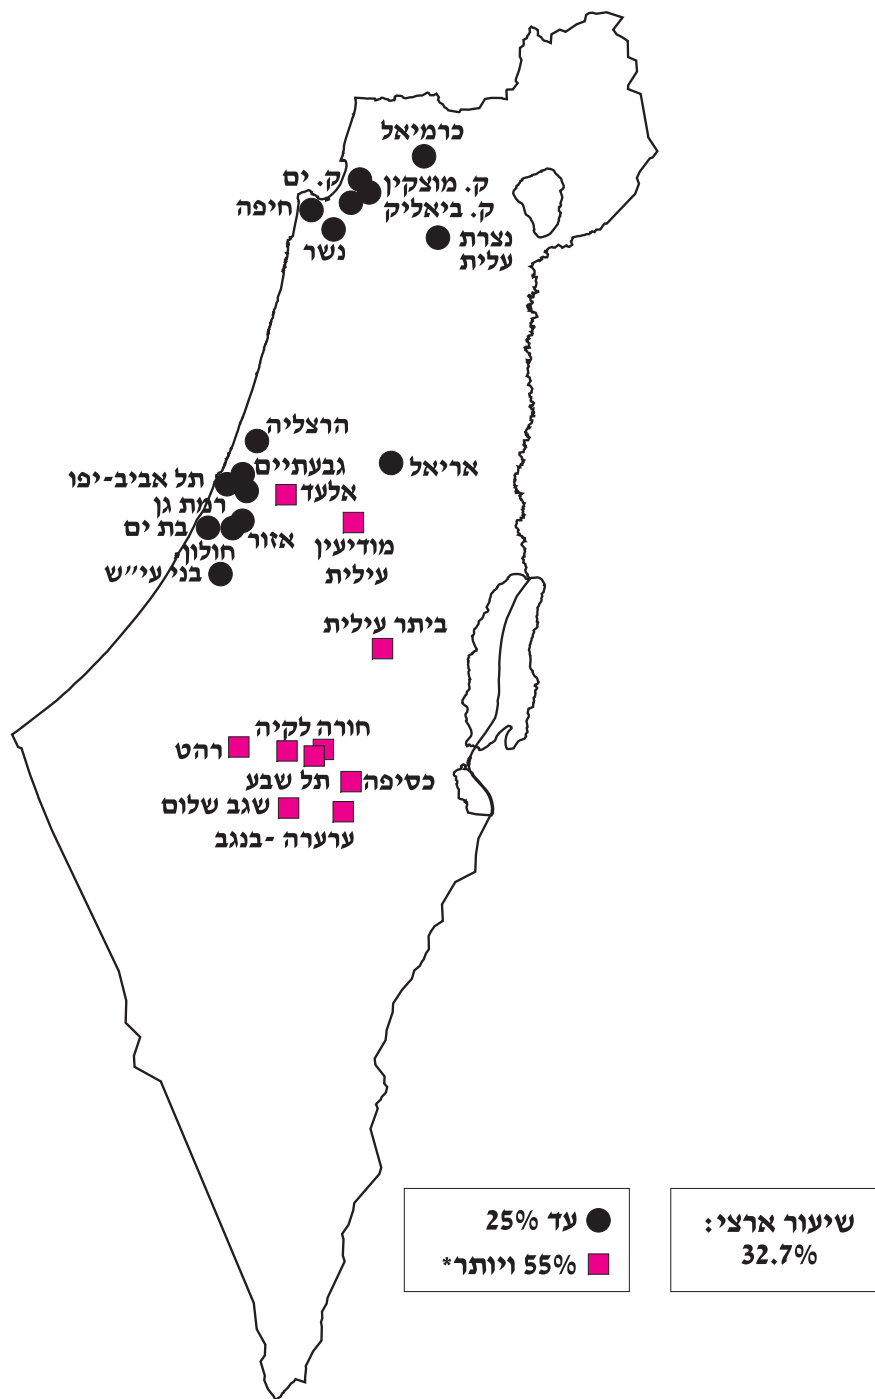 כרמיאל
ק. ים
ק. מוצקין
ק. ביאליק
חיפה
נשר
נצרת
עלית
הרצליה
גבעתיים
תל אביב-יפו
רמת גן
אריאל
אלעד
בת ים
חולון
אזור
בני עי״ש
מודיעין
עילית
ביתר עילית
חורה לקיה
רהט
תל שבע
כסיפה
שגב שלום
ערערה -בנגב
עד 25%
55% ויותר*
שיעור ארצי:
32.7%